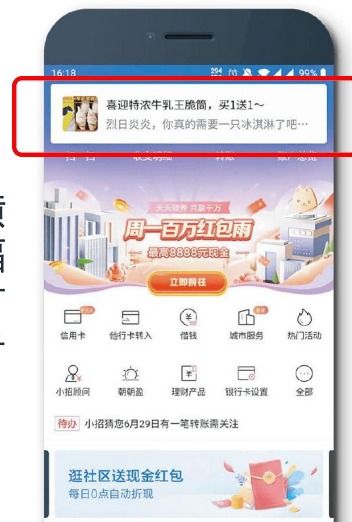 16:18
99%
喜迎特浓牛乳王脆筒，买1送1～
烈日炎炎，你真的需要一只冰淇淋了吧…
天天领券 共赢千万
周一百万红包雨
最高8888元现金
立即前往
信用卡
他行卡转入
借钱
城市服务
热门活动
小招顾问
朝朝盈
理财产品
银行卡设置
全部
待办 小招猜您6月29日有一笔转账需关注
逛社区送现金红包
每日0点自动折现